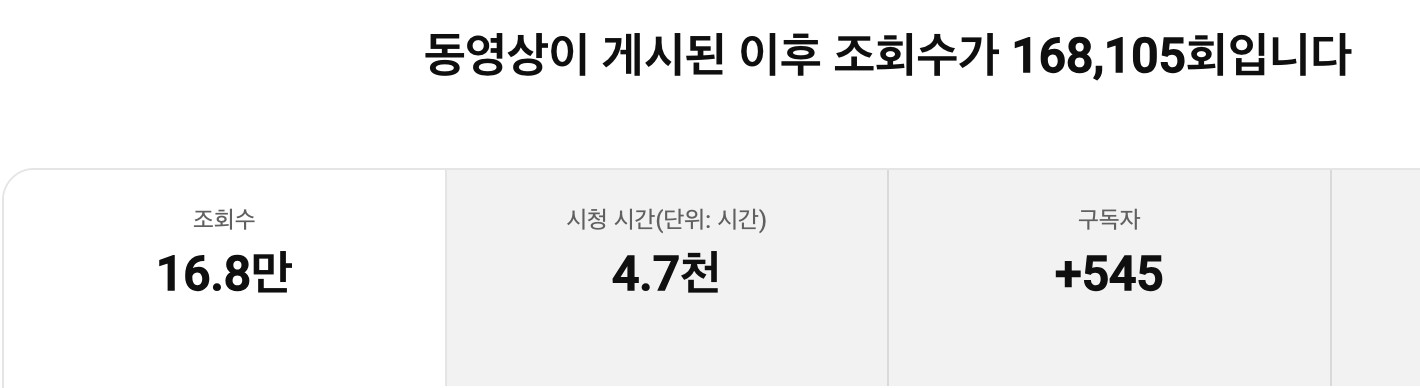 동영상이 게시된 이후 조회수가 168,105회입니다
조회수
16.8만
시청 시간(단위: 시간)
4.7천
구독자
+545